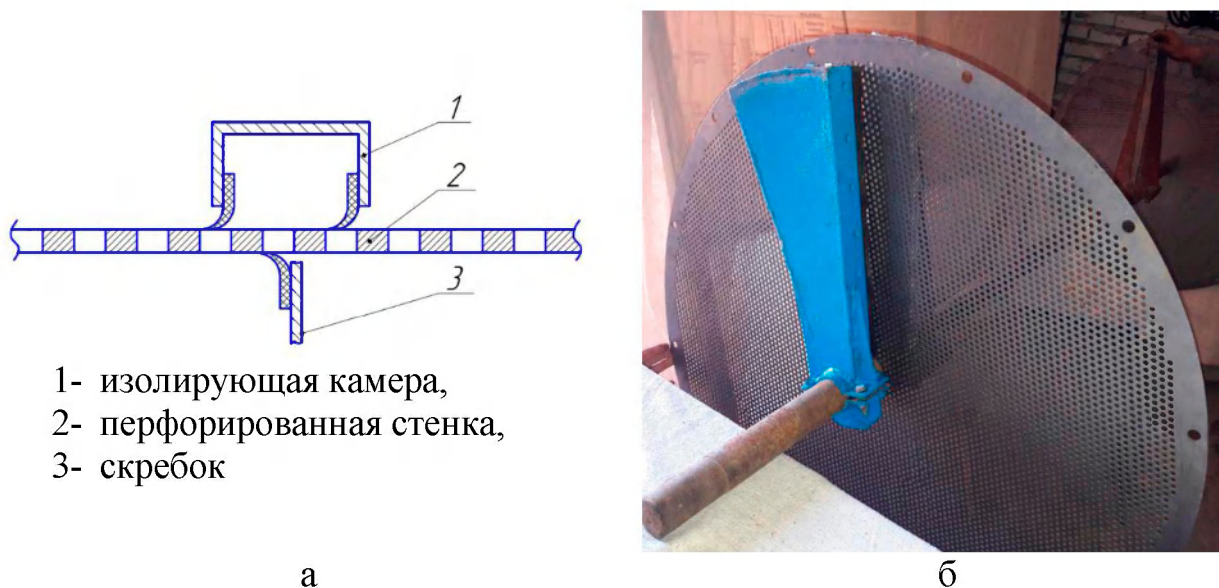 1
2
3
1- изолирующая камера,
2- перфорированная стенка,
3- скребок
а
б